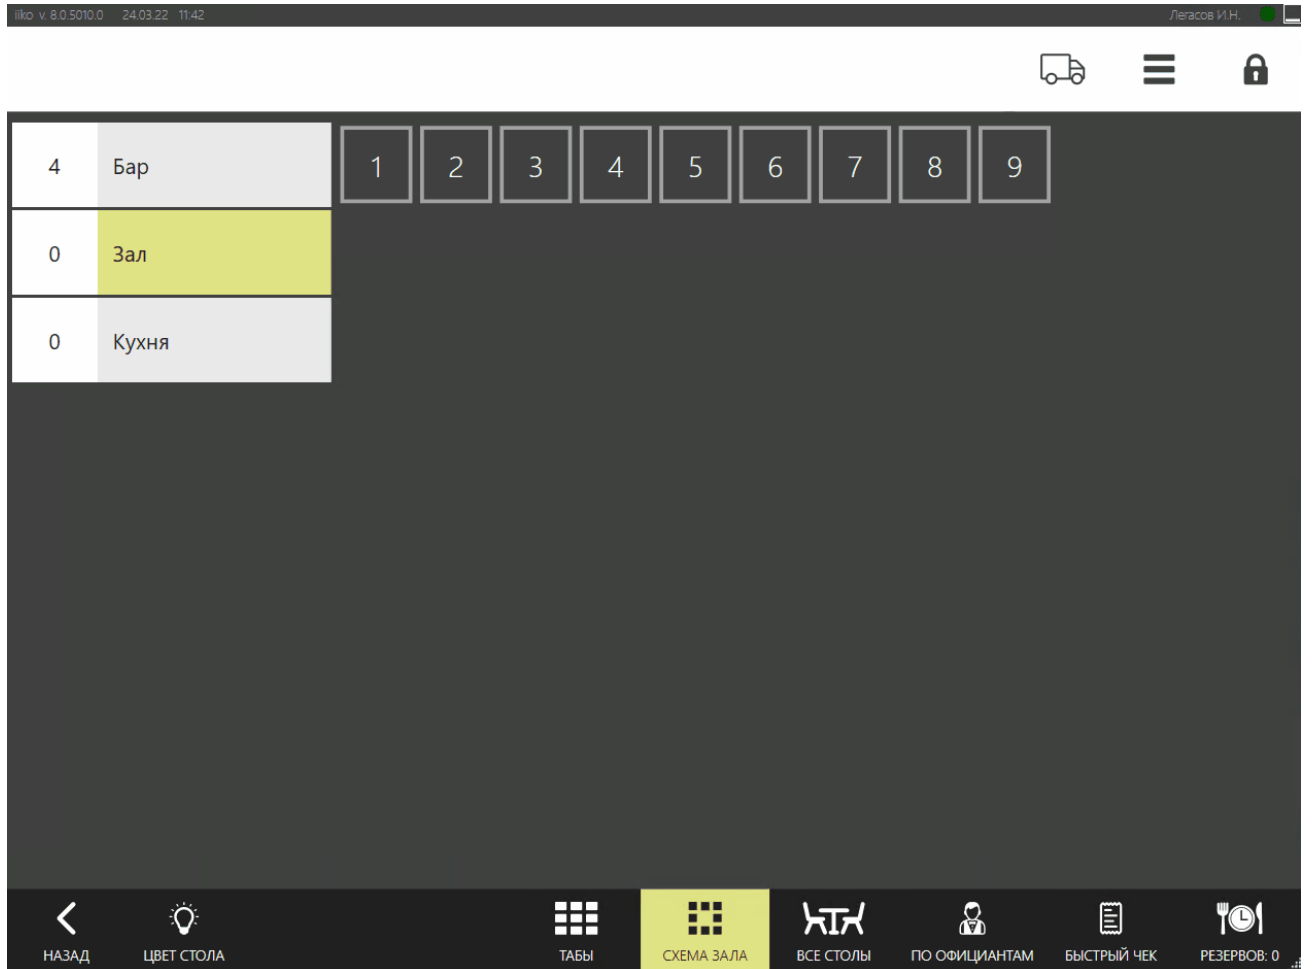 iiko v. 8.0.5010.0 24.03.22 11:42 Легасов И.Н.
4 Бар 1 2 3 4 5 6 7 8 9
0 Зал
0 Кухня
НАЗАД ЦВЕТ СТОЛА ТАБЫ СХЕМА ЗАЛА ВСЕ СТОЛЫ ПО ОФИЦИАНТАМ БЫСТРЫЙ ЧЕК РЕЗЕРВОВ: 0